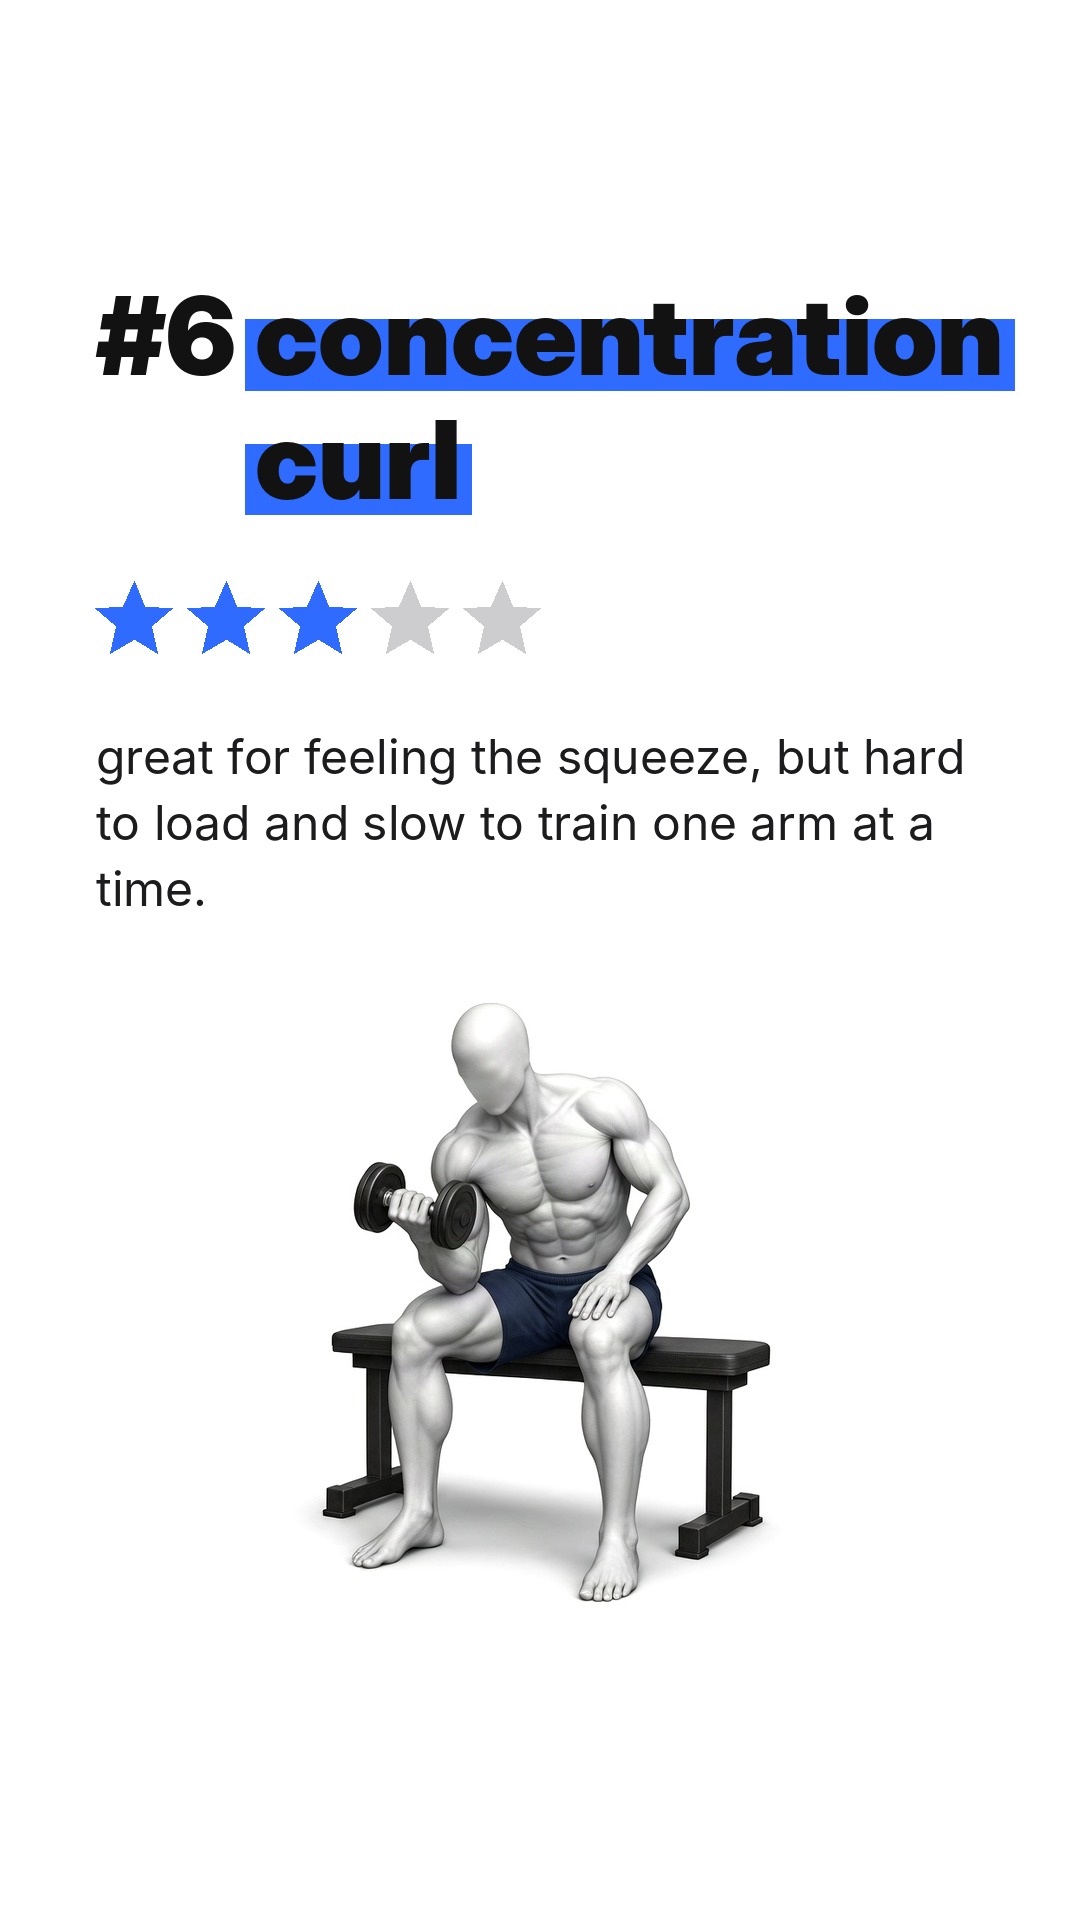 #6 concentration
curl
great for feeling the squeeze, but hard
to load and slow to train one arm at a
time.